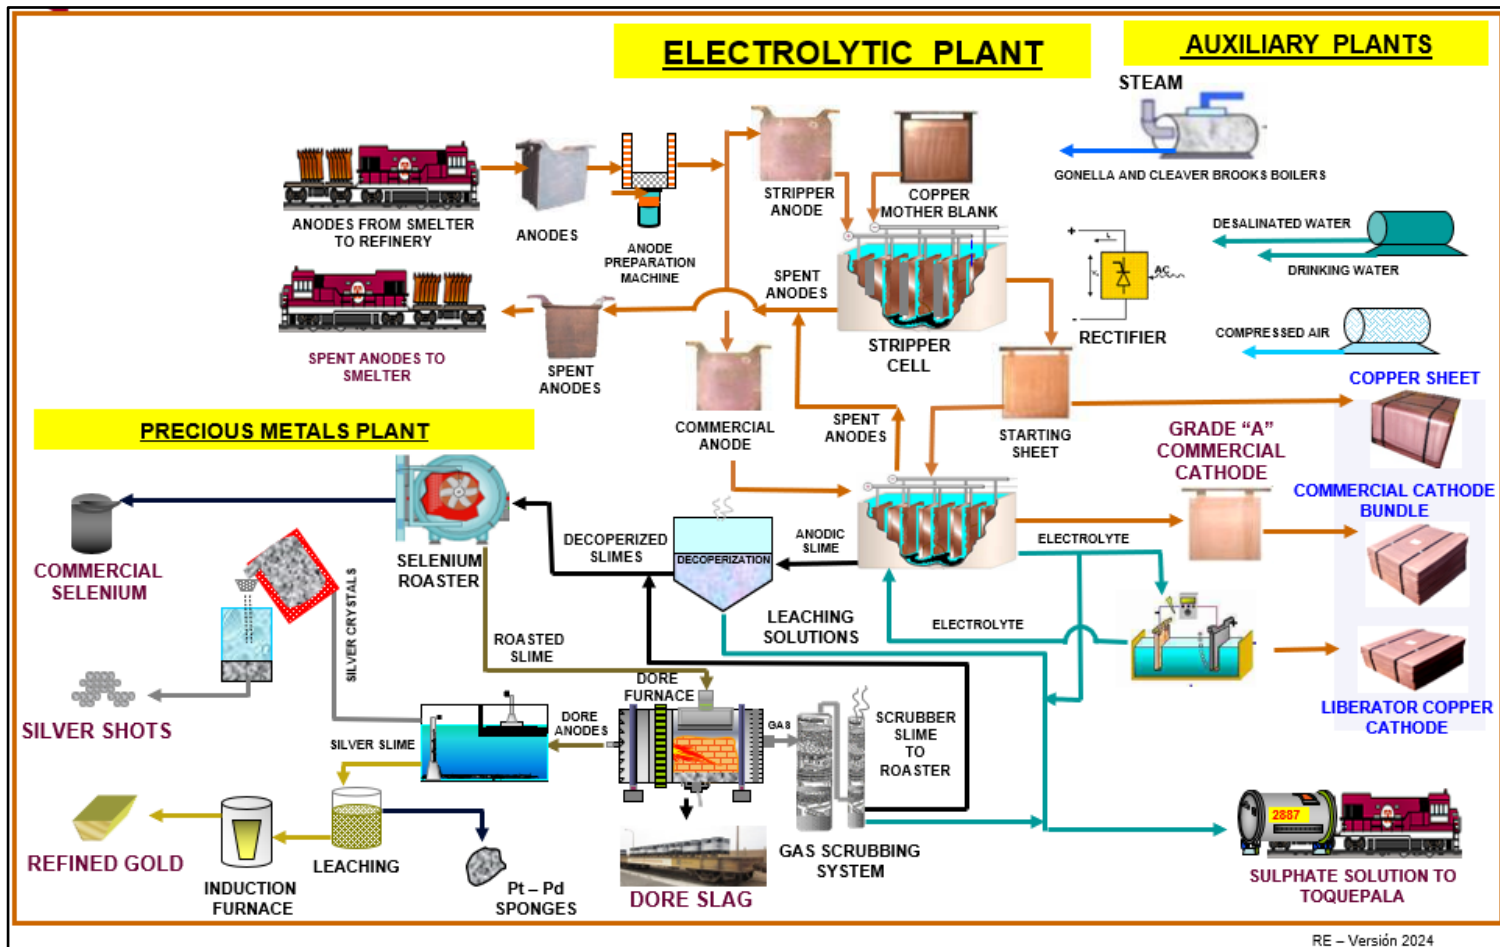 ELECTROLYTIC PLANT
AUXILIARY PLANTS
STEAM
GONELLA AND CLEAVER BROOKS BOILERS
ANODES FROM SMELTER
TO REFINERY
ANODES
ANODE
PREPARATION
MACHINE
STRIPPER
ANODE
COPPER
MOTHER BLANK
DESALINATED WATER
DRINKING WATER
AC
RECTIFIER
COMPRESSED AIR
SPENT
ANODES
STRIPPER
CELL
SPENT ANODES TO
SMELTER
SPENT
ANODES
COMMERCIAL
ANODE
SPENT
ANODES
STARTING
SHEET
COPPER SHEET
GRADE “A”
COMMERCIAL
CATHODE
COMMERCIAL CATHODE
BUNDLE
LIBERATOR COPPER
CATHODE
PRECIOUS METALS PLANT
COMMERCIAL
SELENIUM
SELENIUM
ROASTER
DECOPERIZED
SLIMES
DECOPERIZATION
ANODIC
SLIME
ELECTROLYTE
ELECTROLYTE
LEACHING
SOLUTIONS
SILVER CRYSTALS
ROASTED
SLIME
SILVER SHOTS
DORE
FURNACE
DORE
ANODES
GAS
SCRUBBER
SLIME
TO
ROASTER
SILVER SLIME
REFINED GOLD
INDUCTION
FURNACE
LEACHING
Pt – Pd
SPONGES
DORE SLAG
GAS SCRUBBING
SYSTEM
2887
SULPHATE SOLUTION TO
TOQUEPALA
RE – Versión 2024